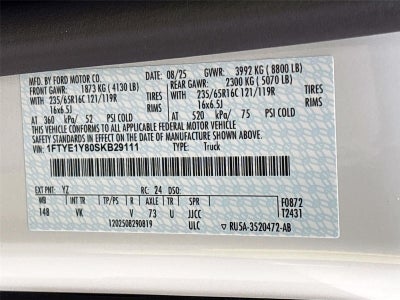 MFD. BY FORD MOTOR CO. 08/25 GVWR: 3992 KG ( 8800 LB)
FRONT GAWR: 1873 KG ( 4130 LB) REAR GAWR: 2300 KG ( 5070 LB)
WITH TIRES WITH TIRES
235/65R16C 121/119R RIMS 235/65R16C 121/119R RIMS
16x6.5J 16x6.5J
AT 360 kPa/ 52 PSI COLD AT 520 kPa/ 75 PSI COLD
THIS VEHICLE CONFORMS TO ALL APPLICABLE FEDERAL MOTOR VEHICLE
SAFETY STANDARDS IN EFFECT ON THE DATE OF MANUFACTURE SHOWN ABOVE.
VIN: 1FTYE1Y80SKB29111 TYPE: Truck
EXT PNT: YZ RC: 24 DSO: F0872
WB INT TR TP/PS R AXLE TR SPR T2431
148 VK V 73 U JJCC
1202508290819 ULC RU5A-3520472-AB